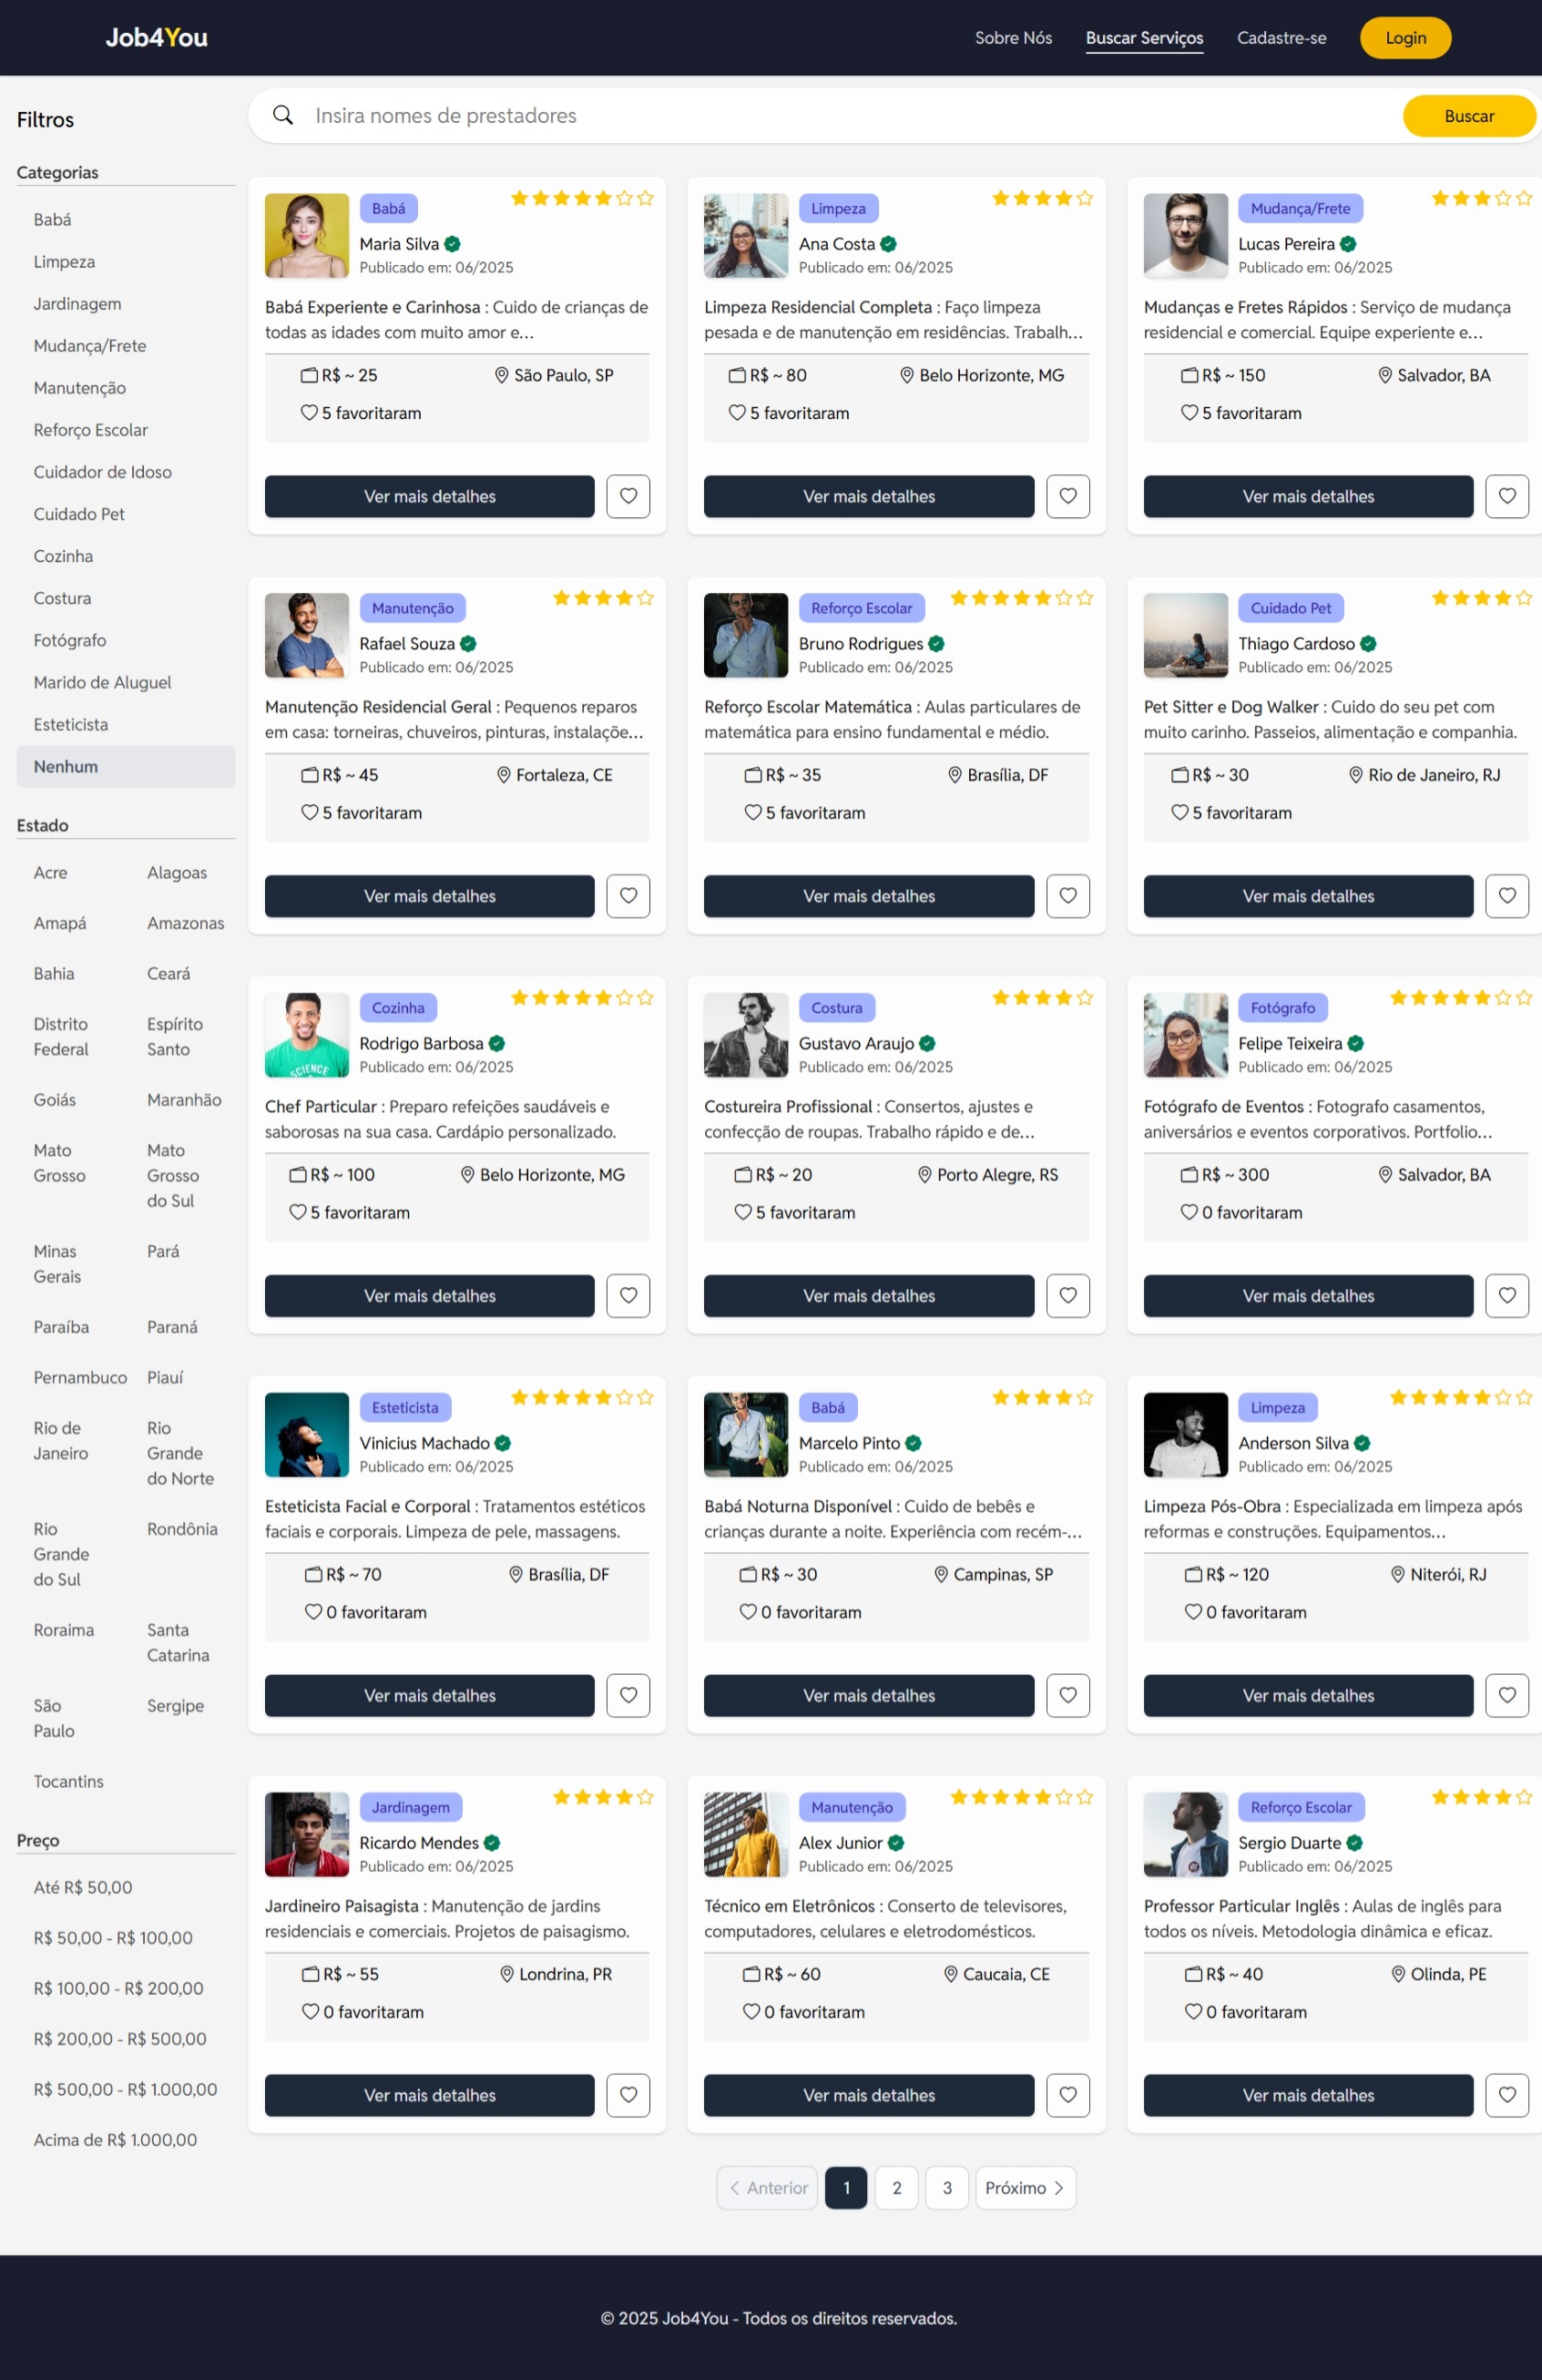 Job4You
Sobre Nós
Buscar Serviços
Cadastre-se
Login
Filtros
Categorias
Babá
Limpeza
Jardinagem
Mudança/Frete
Manutenção
Reforço Escolar
Cuidador de Idoso
Cuidado Pet
Cozinha
Costura
Fotógrafo
Marido de Aluguel
Esteticista
Nenhum
Estado
Acre
Alagoas
Amapá
Amazonas
Bahia
Ceará
Distrito
Federal
Espírito
Santo
Goiás
Maranhão
Mato
Grosso
Mato
Grosso
do Sul
Minas
Gerais
Pará
Paraíba
Paraná
Pernambuco
Piauí
Rio de
Janeiro
Rio
Grande
do Norte
Rio
Grande
do Sul
Rondônia
Roraima
Santa
Catarina
São
Paulo
Sergipe
Tocantins
Preço
Até R$ 50,00
R$ 50,00 - R$ 100,00
R$ 100,00 - R$ 200,00
R$ 200,00 - R$ 500,00
R$ 500,00 - R$ 1.000,00
Acima de R$ 1.000,00
Insira nomes de prestadores
Buscar
Babá
Maria Silva
Publicado em: 06/2025
Babá Experiente e Carinhosa : Cuido de crianças de
todas as idades com muito amor e...
R$ ~ 25
São Paulo, SP
5 favoritaram
Ver mais detalhes
Limpeza
Ana Costa
Publicado em: 06/2025
Limpeza Residencial Completa : Faço limpeza
pesada e de manutenção em residências. Trabalh...
R$ ~ 80
Belo Horizonte, MG
5 favoritaram
Ver mais detalhes
Mudança/Frete
Lucas Pereira
Publicado em: 06/2025
Mudanças e Fretes Rápidos : Serviço de mudança
residencial e comercial. Equipe experiente e...
R$ ~ 150
Salvador, BA
5 favoritaram
Ver mais detalhes
Manutenção
Rafael Souza
Publicado em: 06/2025
Manutenção Residencial Geral : Pequenos reparos
em casa: torneiras, chuveiros, pinturas, instalaçõe...
R$ ~ 45
Fortaleza, CE
5 favoritaram
Ver mais detalhes
Reforço Escolar
Bruno Rodrigues
Publicado em: 06/2025
Reforço Escolar Matemática : Aulas particulares de
matemática para ensino fundamental e médio.
R$ ~ 35
Brasília, DF
5 favoritaram
Ver mais detalhes
Cuidado Pet
Thiago Cardoso
Publicado em: 06/2025
Pet Sitter e Dog Walker : Cuido do seu pet com
muito carinho. Passeios, alimentação e companhia.
R$ ~ 30
Rio de Janeiro, RJ
5 favoritaram
Ver mais detalhes
SCIENCE
Cozinha
Rodrigo Barbosa
Publicado em: 06/2025
Chef Particular : Preparo refeições saudáveis e
saborosas na sua casa. Cardápio personalizado.
R$ ~ 100
Belo Horizonte, MG
5 favoritaram
Ver mais detalhes
Costura
Gustavo Araujo
Publicado em: 06/2025
Costureira Profissional : Consertos, ajustes e
confecção de roupas. Trabalho rápido e de...
R$ ~ 20
Porto Alegre, RS
5 favoritaram
Ver mais detalhes
Fotógrafo
Felipe Teixeira
Publicado em: 06/2025
Fotógrafo de Eventos : Fotografo casamentos,
aniversários e eventos corporativos. Portfolio...
R$ ~ 300
Salvador, BA
0 favoritaram
Ver mais detalhes
Esteticista
Vinicius Machado
Publicado em: 06/2025
Esteticista Facial e Corporal : Tratamentos estéticos
faciais e corporais. Limpeza de pele, massagens.
R$ ~ 70
Brasília, DF
0 favoritaram
Ver mais detalhes
Babá
Marcelo Pinto
Publicado em: 06/2025
Babá Noturna Disponível : Cuido de bebês e
crianças durante a noite. Experiência com recém-...
R$ ~ 30
Campinas, SP
0 favoritaram
Ver mais detalhes
Limpeza
Anderson Silva
Publicado em: 06/2025
Limpeza Pós-Obra : Especializada em limpeza após
reformas e construções. Equipamentos...
R$ ~ 120
Niterói, RJ
0 favoritaram
Ver mais detalhes
Jardinagem
Ricardo Mendes
Publicado em: 06/2025
Jardineiro Paisagista : Manutenção de jardins
residenciais e comerciais. Projetos de paisagismo.
R$ ~ 55
Londrina, PR
0 favoritaram
Ver mais detalhes
Manutenção
Alex Junior
Publicado em: 06/2025
Técnico em Eletrônicos : Conserto de televisores,
computadores, celulares e eletrodomésticos.
R$ ~ 60
Caucaia, CE
0 favoritaram
Ver mais detalhes
Reforço Escolar
Sergio Duarte
Publicado em: 06/2025
Professor Particular Inglês : Aulas de inglês para
todos os níveis. Metodologia dinâmica e eficaz.
R$ ~ 40
Olinda, PE
0 favoritaram
Ver mais detalhes
Anterior
1
2
3
Próximo
© 2025 Job4You - Todos os direitos reservados.